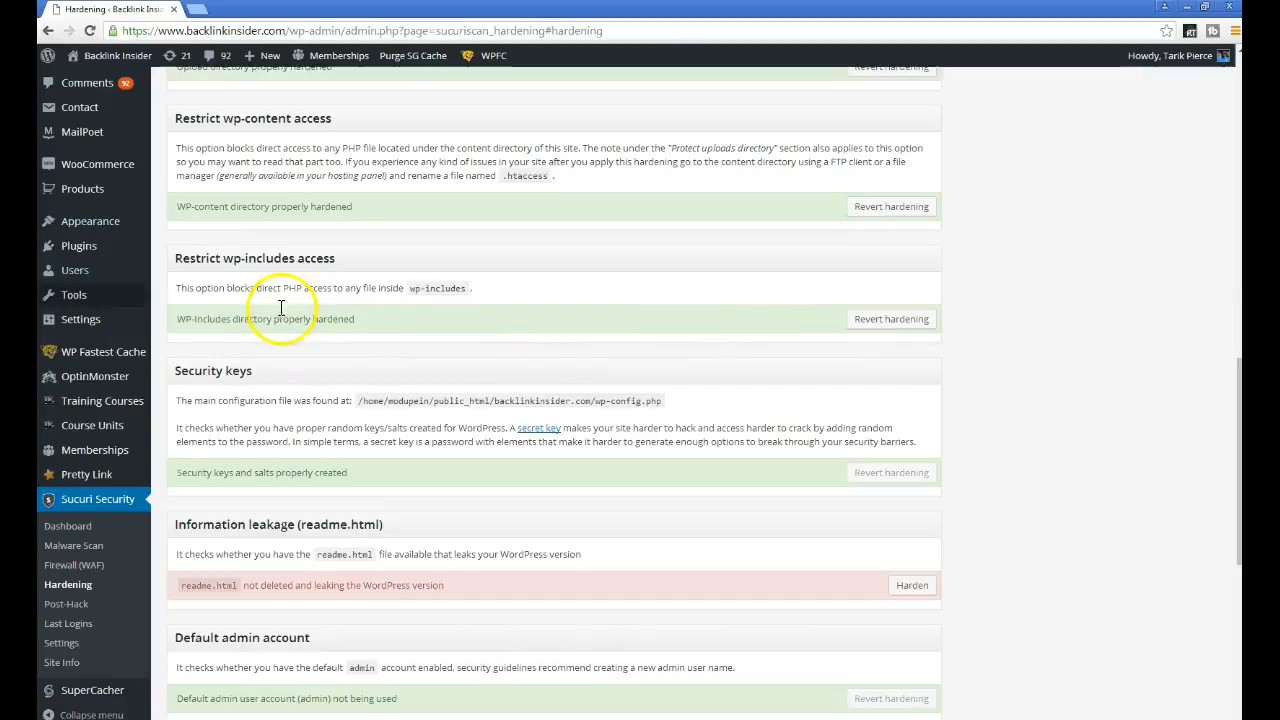 Hardening ‹ Backlink Insid
https://www.backlinkinsider.com/wp-admin/admin.php?page=sucuriscan_hardening#hardening
Backlink Insider 21 92 + New Memberships Purge SG Cache WPFC Howdy, Tarik Pierce
Comments 92
Contact
MailPoet
WooCommerce
Products
Appearance
Plugins
Users
Tools
Settings
WP Fastest Cache
OptinMonster
Training Courses
Course Units
Memberships
Pretty Link
Sucuri Security
Dashboard
Malware Scan
Firewall (WAF)
Hardening
Post-Hack
Last Logins
Settings
Site Info
SuperCacher
Collapse menu
Upload directory properly hardened Revert hardening
Restrict wp-content access
This option blocks direct access to any PHP file located under the content directory of this site. The note under the "Protect uploads directory" section also applies to this option
so you may want to read that part too. If you experience any kind of issues in your site after you apply this hardening go to the content directory using a FTP client or a file
manager (generally available in your hosting panel) and rename a file named .htaccess .
WP-content directory properly hardened Revert hardening
Restrict wp-includes access
This option blocks direct PHP access to any file inside wp-includes .
WP-Includes directory properly hardened Revert hardening
Security keys
The main configuration file was found at: /home/modupein/public_html/backlinkinsider.com/wp-config.php
It checks whether you have proper random keys/salts created for WordPress. A secret key makes your site harder to hack and access harder to crack by adding random
elements to the password. In simple terms, a secret key is a password with elements that make it harder to generate enough options to break through your security barriers.
Security keys and salts properly created Revert hardening
Information leakage (readme.html)
It checks whether you have the readme.html file available that leaks your WordPress version
readme.html not deleted and leaking the WordPress version Harden
Default admin account
It checks whether you have the default admin account enabled, security guidelines recommend creating a new admin user name.
Default admin user account (admin) not being used Revert hardening